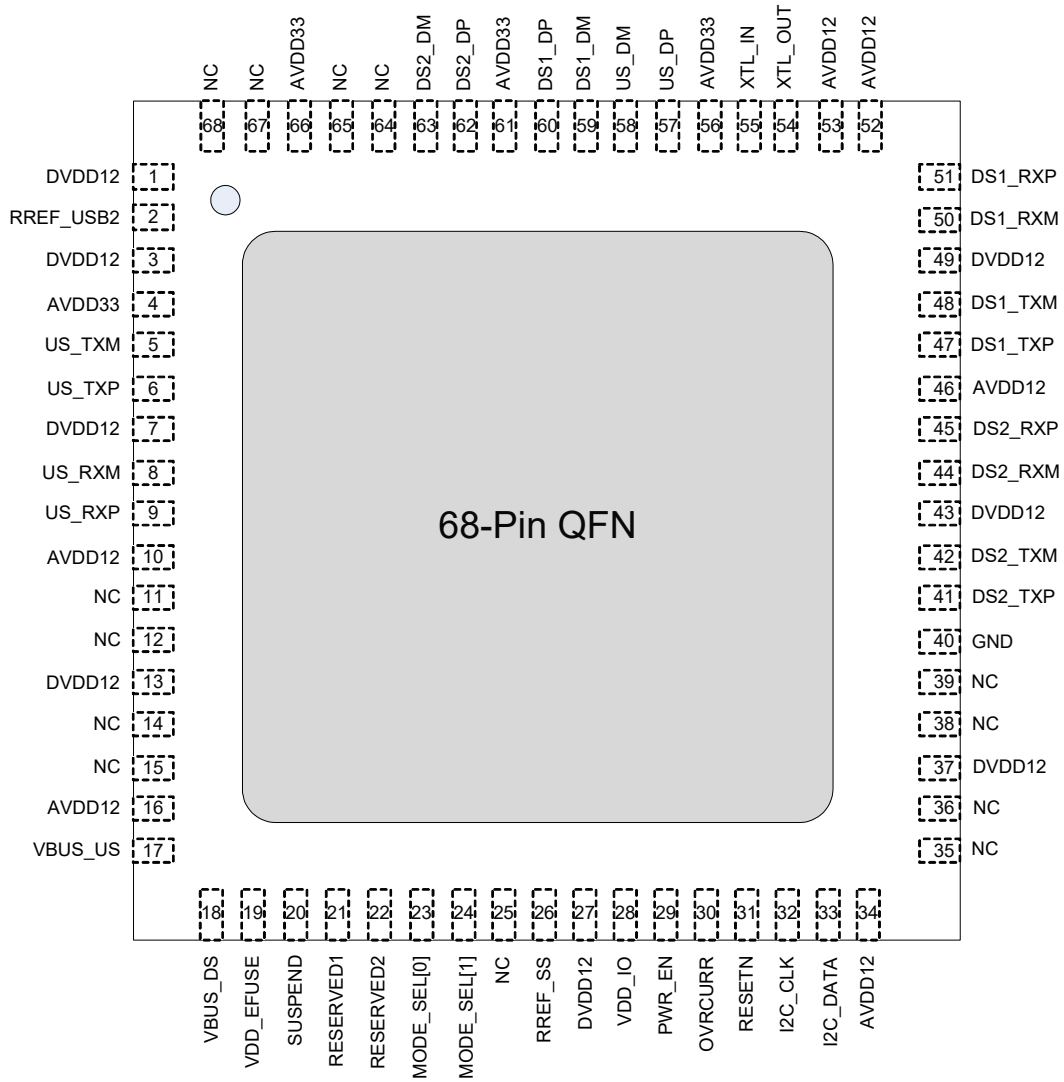 NC
NC
AVDD33
NC
NC
DS2_DM
DS2_DP
AVDD33
DS1_DP
DS1_DM
US_DM
US_DP
AVDD33
XTL_IN
XTL_OUT
AVDD12
AVDD12
68
67
66
65
64
63
62
61
60
59
58
57
56
55
54
53
52
DVDD12 1
RREF_USB2 2
DVDD12 3
AVDD33 4
US_TXM 5
US_TXP 6
DVDD12 7
US_RXM 8
US_RXP 9
AVDD12 10
NC 11
NC 12
DVDD12 13
NC 14
NC 15
AVDD12 16
VBUS_US 17
68-Pin QFN
51 DS1_RXP
50 DS1_RXM
49 DVDD12
48 DS1_TXM
47 DS1_TXP
46 AVDD12
45 DS2_RXP
44 DS2_RXM
43 DVDD12
42 DS2_TXM
41 DS2_TXP
40 GND
39 NC
38 NC
37 DVDD12
36 NC
35 NC
18
19
20
21
22
23
24
25
26
27
28
29
30
31
32
33
34
VBUS_DS
VDD_EFUSE
SUSPEND
RESERVED1
RESERVED2
MODE_SEL[0]
MODE_SEL[1]
NC
RREF_SS
DVDD12
VDD_IO
PWR_EN
OVRCURR
RESETN
I2C_CLK
I2C_DATA
AVDD12